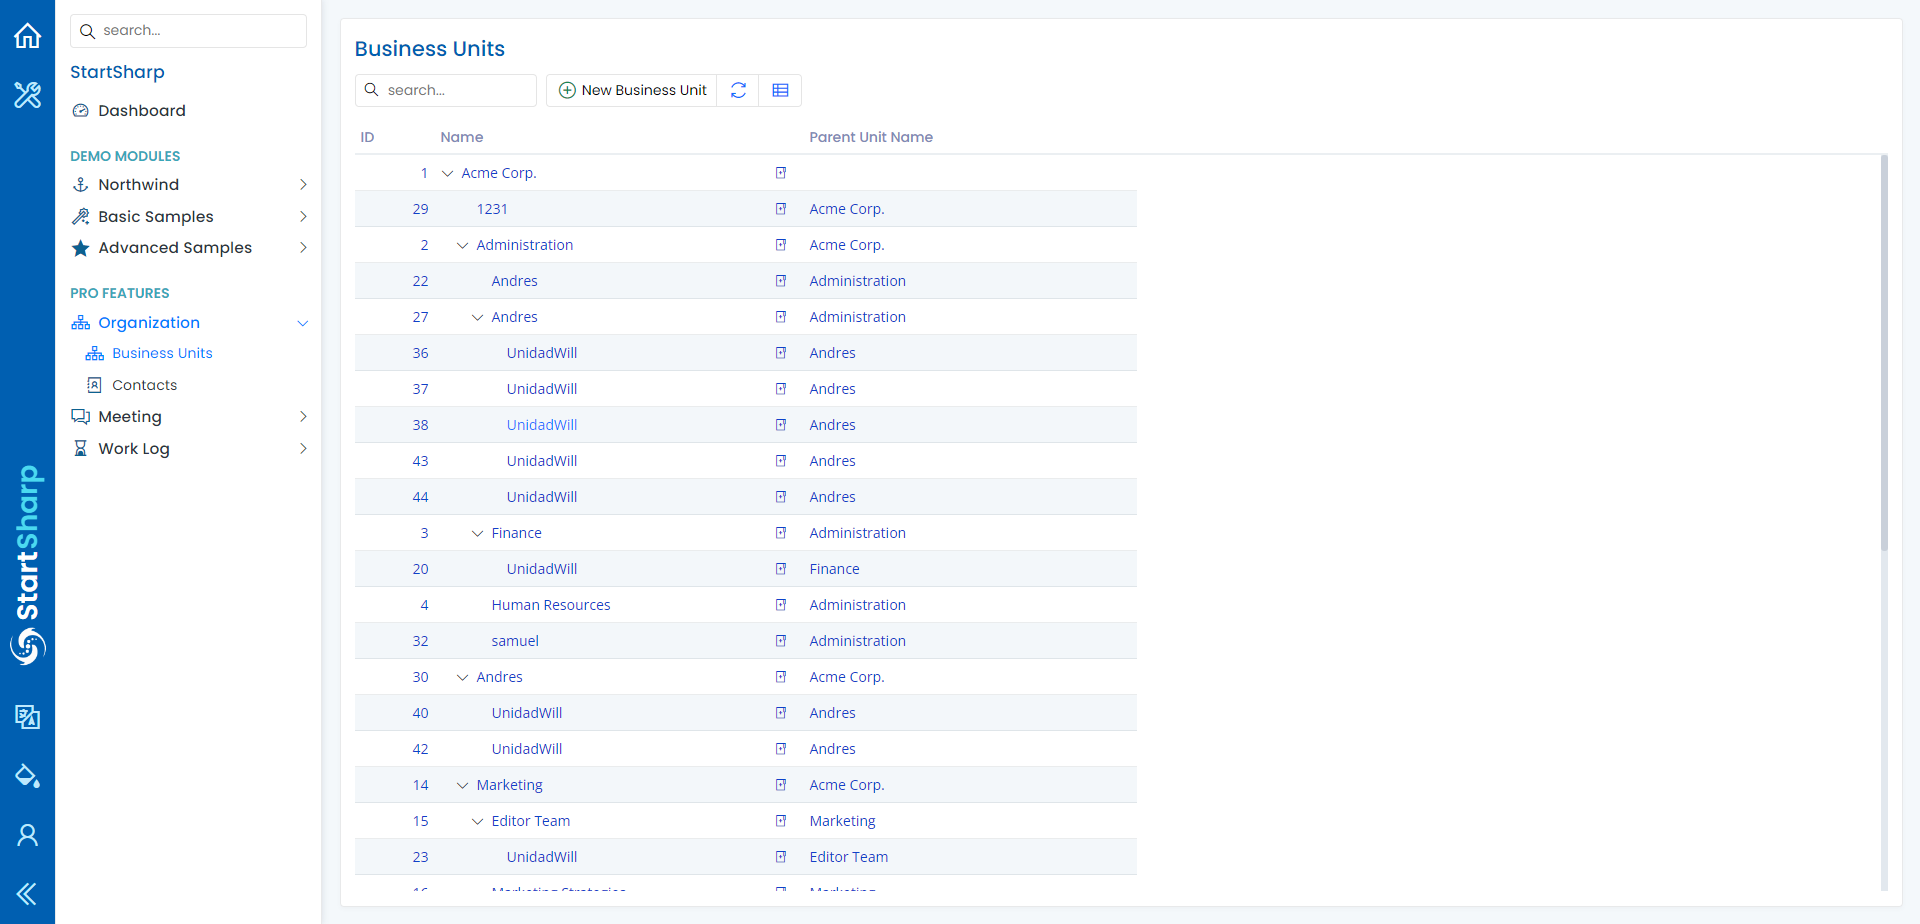 search...
StartSharp
Dashboard
DEMO MODULES
Northwind
Basic Samples
Advanced Samples
PRO FEATURES
Organization
Business Units
Contacts
Meeting
Work Log
StartSharp
Business Units
search...
New Business Unit
ID Name Parent Unit Name
1 Acme Corp.
29 1231 Acme Corp.
2 Administration Acme Corp.
22 Andres Administration
27 Andres Administration
36 UnidadWill Andres
37 UnidadWill Andres
38 UnidadWill Andres
43 UnidadWill Andres
44 UnidadWill Andres
3 Finance Administration
20 UnidadWill Finance
4 Human Resources Administration
32 samuel Administration
30 Andres Acme Corp.
40 UnidadWill Andres
42 UnidadWill Andres
14 Marketing Acme Corp.
15 Editor Team Marketing
23 UnidadWill Editor Team
16 Marketing Strategies Marketing